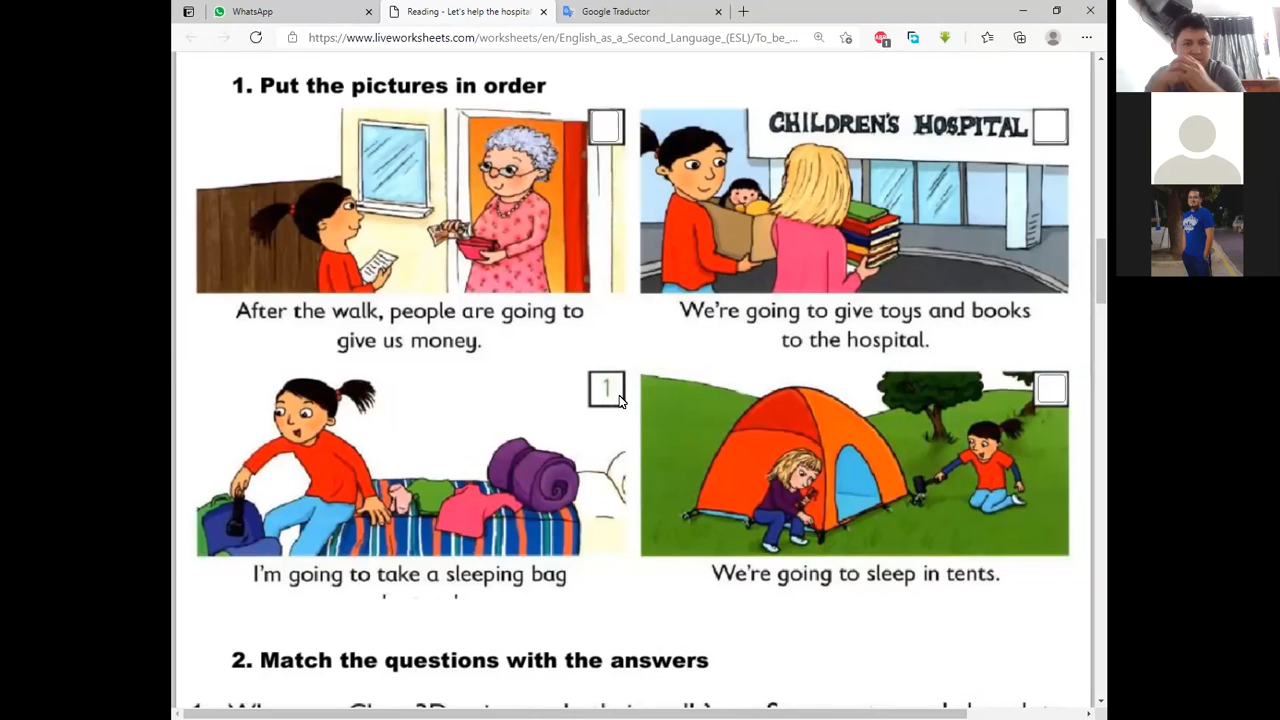 WhatsApp
Reading - Let's help the hospita
Google Traductor
https://www.liveworksheets.com/worksheets/en/English_as_a_Second_Language_(ESL)/To_be_...
1
1. Put the pictures in order
CHILDREN'S HOSPITAL
After the walk, people are going to
give us money.
We're going to give toys and books
to the hospital.
1
I'm going to take a sleeping bag
We're going to sleep in tents.
2. Match the questions with the answers